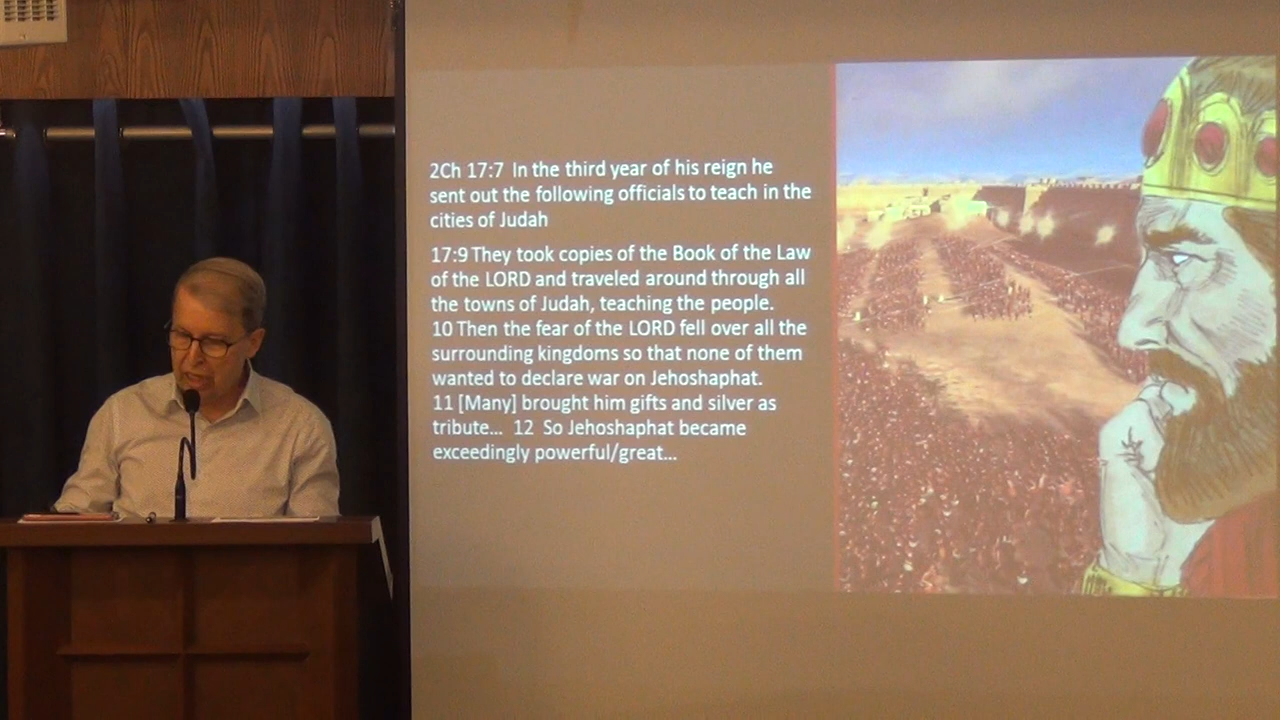 2Ch 17:7 In the third year of his reign he
sent out the following officials to teach in the
cities of Judah
17:9 They took copies of the Book of the Law
of the LORD and traveled around through all
the towns of Judah, teaching the people.
10 Then the fear of the LORD fell over all the
surrounding kingdoms so that none of them
wanted to declare war on Jehoshaphat.
11 [Many] brought him gifts and silver as
tribute... 12 So Jehoshaphat became
exceedingly powerful/great...